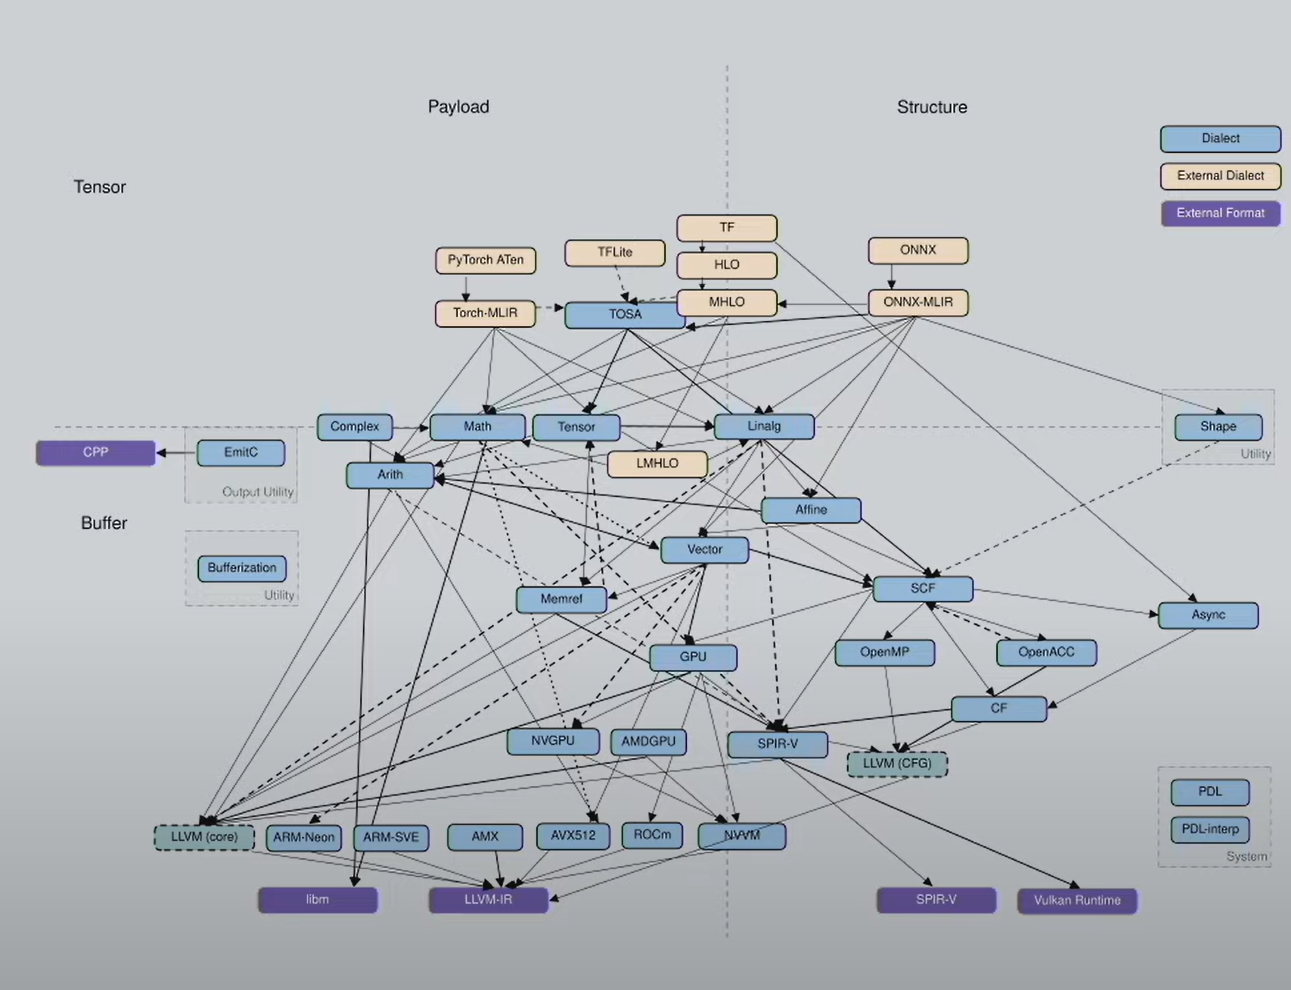 Payload
Structure
Dialect
External Dialect
External Format
Tensor
TF
TFLite
PyTorch ATen
HLO
ONNX
MHLO
ONNX-MLIR
Torch-MLIR
TOSA
Complex
Math
Tensor
Linalg
Shape
Utility
CPP
EmitC
Output Utility
Arith
LMHLO
Buffer
Affine
Vector
Bufferization
Utility
Memref
SCF
Async
GPU
OpenMP
OpenACC
CF
NVGPU
AMDGPU
SPIR-V
LLVM (CFG)
PDL
PDL-interp
System
LLVM (core)
ARM-Neon
ARM-SVE
AMX
AVX512
ROCm
NVVM
libm
LLVM-IR
SPIR-V
Vulkan Runtime